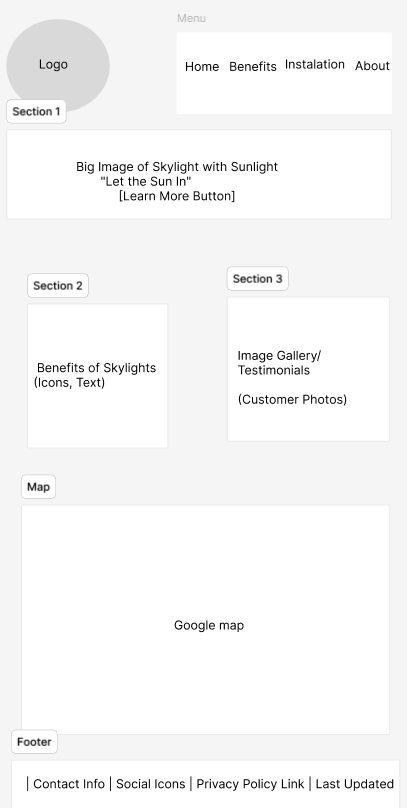 Menu
Logo
Home Benefits Instalation About
Section 1
Big Image of Skylight with Sunlight
"Let the Sun In"
[Learn More Button]
Section 2
Benefits of Skylights
(Icons, Text)
Section 3
Image Gallery/
Testimonials
(Customer Photos)
Map
Google map
Footer
| Contact Info | Social Icons | Privacy Policy Link | Last Updated